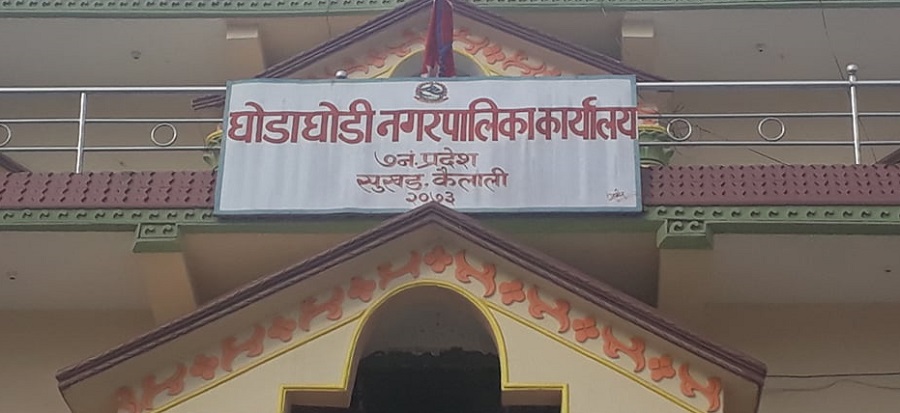 घोडाघोडी नगरपालिका कार्यालय
७नं. प्रदेश
सुखड, कैलाली
२०७३